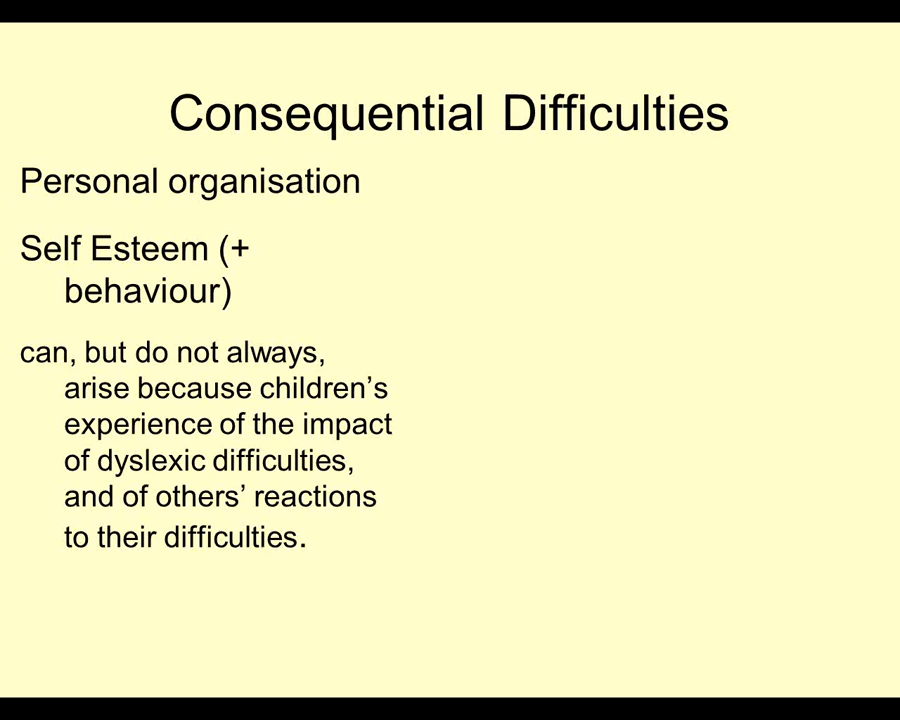 Consequential Difficulties
Personal organisation
Self Esteem (+
behaviour)
can, but do not always,
arise because children’s
experience of the impact
of dyslexic difficulties,
and of others’ reactions
to their difficulties.